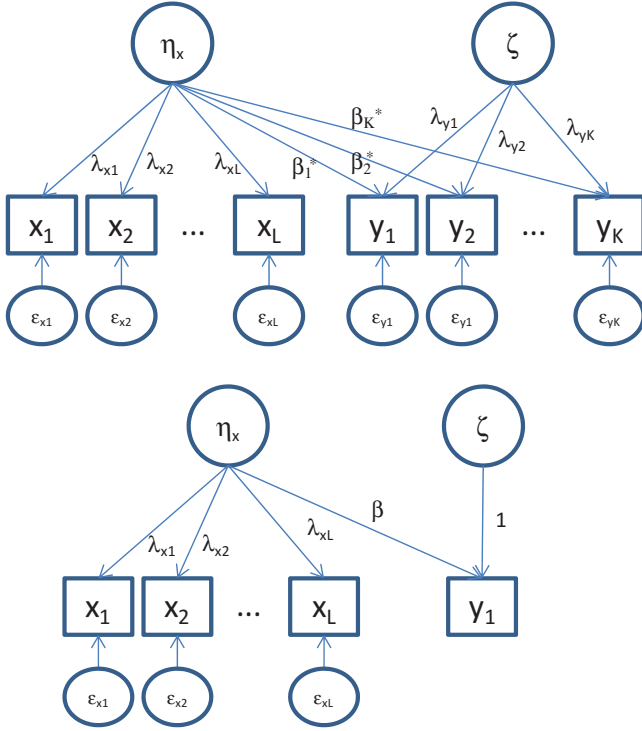 ηx ζ
λx1 λx2 λxL β1* β2* βK* λy1 λy2 λyK
x1 x2 ... xL y1 y2 ... yK
εx1 εx2 εxL εy1 εy1 εyK
ηx ζ
λx1 λx2 λxL β 1
x1 x2 ... xL y1
εx1 εx2 εxL